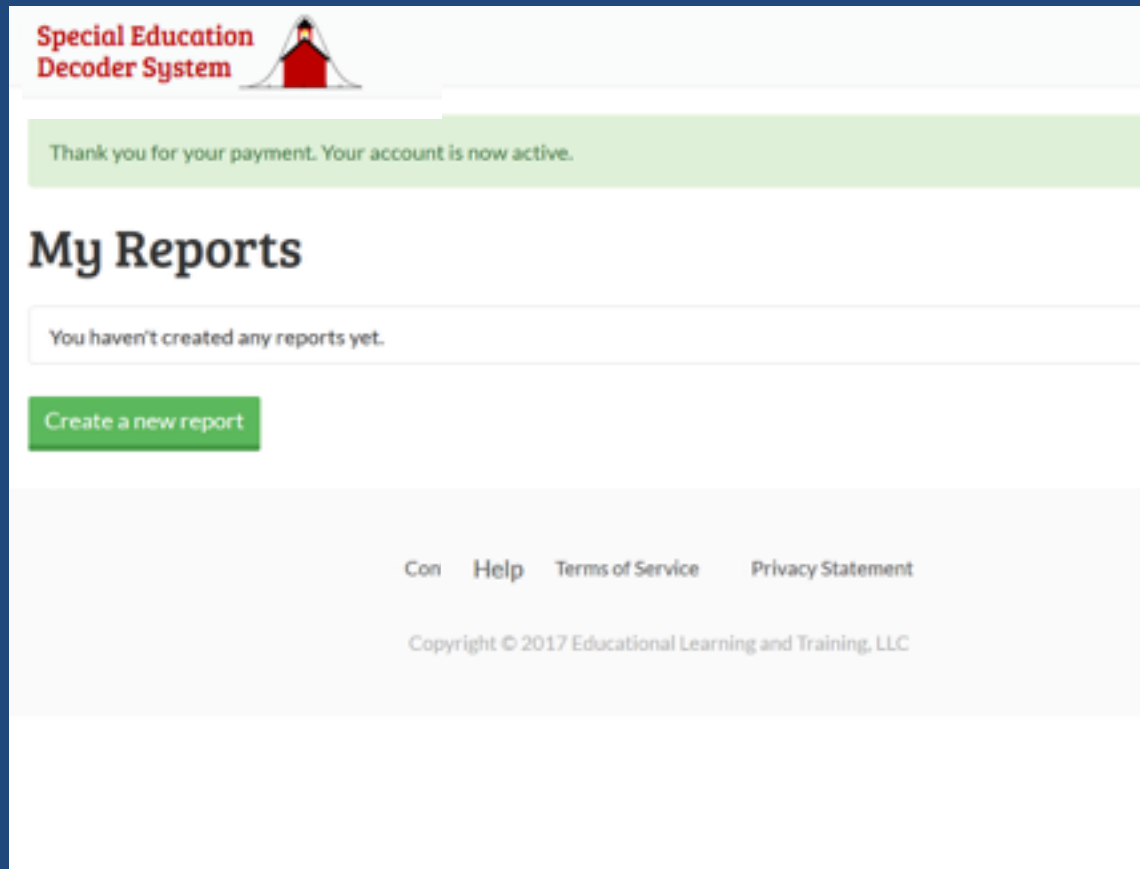 Special Education
Decoder System
Thank you for your payment. Your account is now active.
My Reports
You haven't created any reports yet.
Create a new report
Con Help Terms of Service Privacy Statement
Copyright © 2017 Educational Learning and Training, LLC